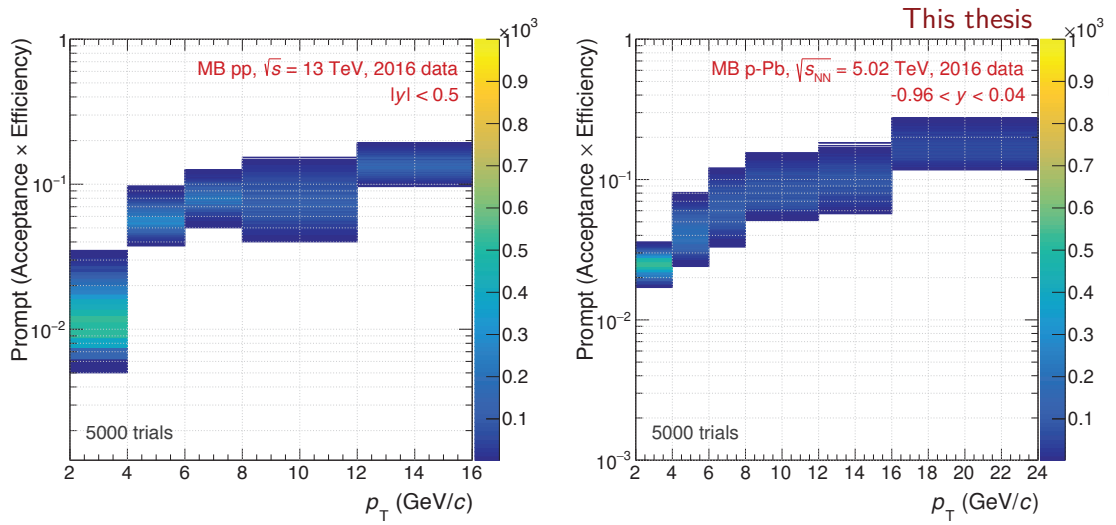 This thesis
×10³
1
MB pp, √s = 13 TeV, 2016 data
|y| < 0.5
10⁻¹
10⁻²
5000 trials
Prompt (Acceptance × Efficiency)
2 4 6 8 10 12 14 16
p_T (GeV/c)
1
0.9
0.8
0.7
0.6
0.5
0.4
0.3
0.2
0.1
×10³
1
MB p-Pb, √s_NN = 5.02 TeV, 2016 data
-0.96 < y < 0.04
10⁻¹
10⁻²
10⁻³
5000 trials
Prompt (Acceptance × Efficiency)
2 4 6 8 10 12 14 16 18 20 22 24
p_T (GeV/c)
1
0.9
0.8
0.7
0.6
0.5
0.4
0.3
0.2
0.1